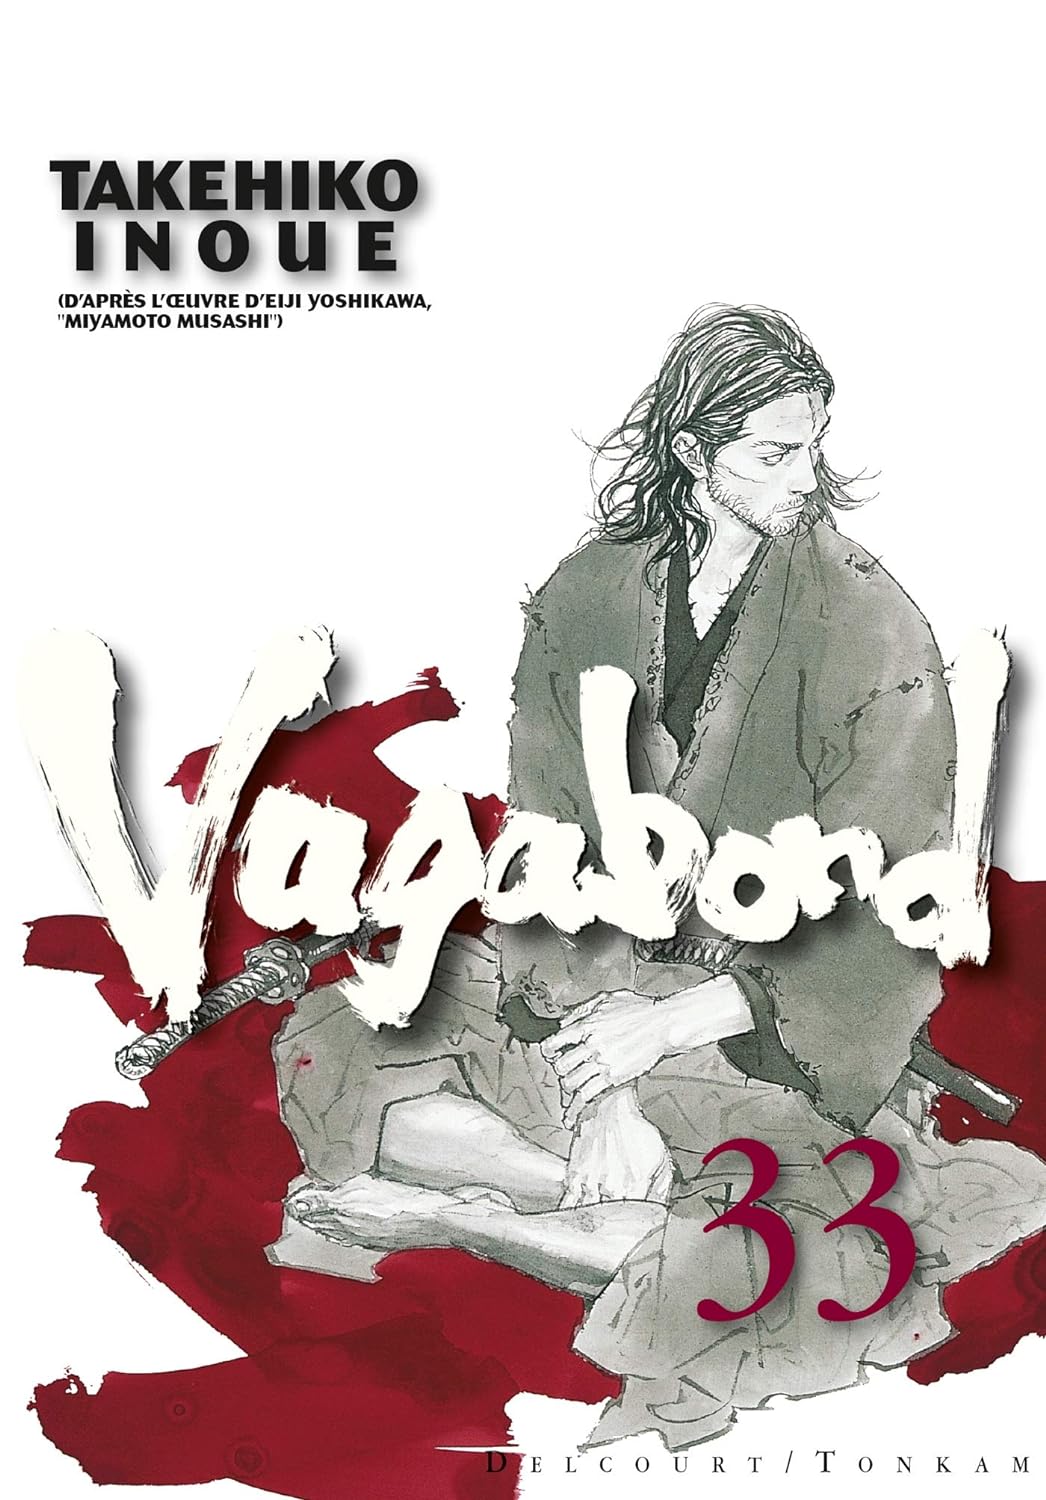 TAKEHIKO
INOUE
(D'APRÈS L'ŒUVRE D'EIJI YOSHIKAWA,
"MIYAMOTO MUSASHI")
Vagabond
33
DELCOURT/TONKAM